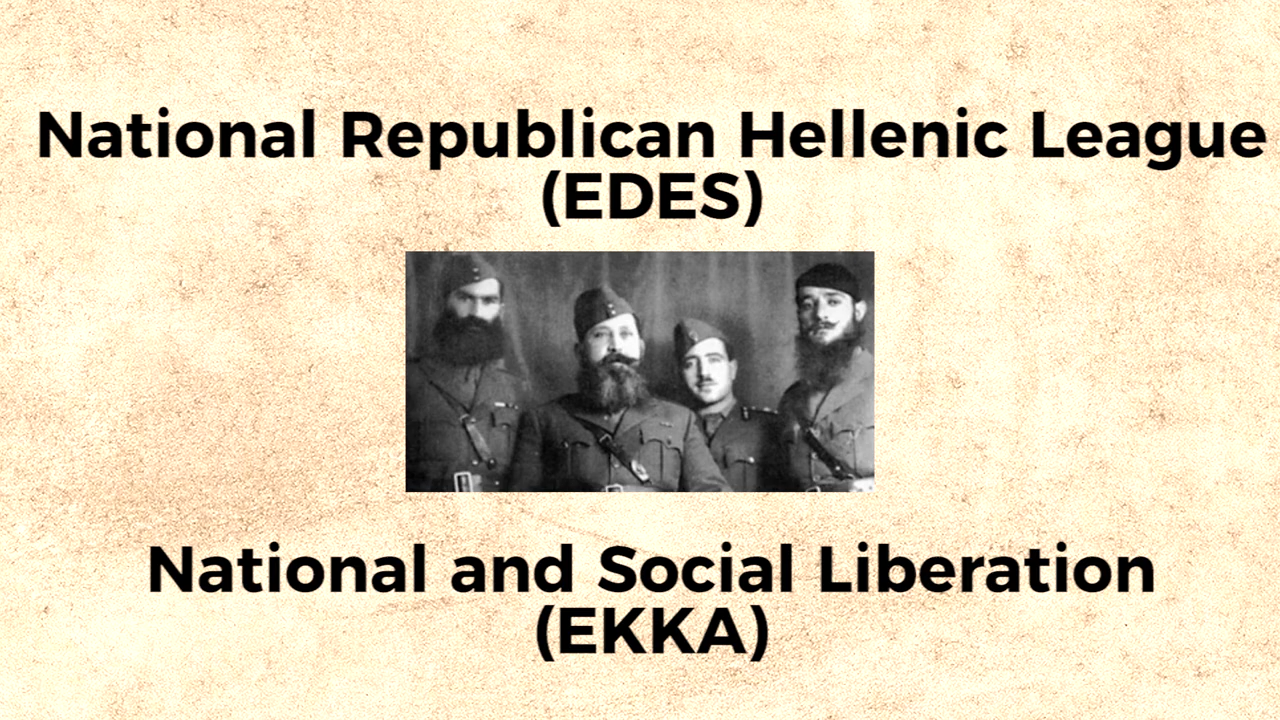 National Republican Hellenic League
(EDES)
National and Social Liberation
(EKKA)